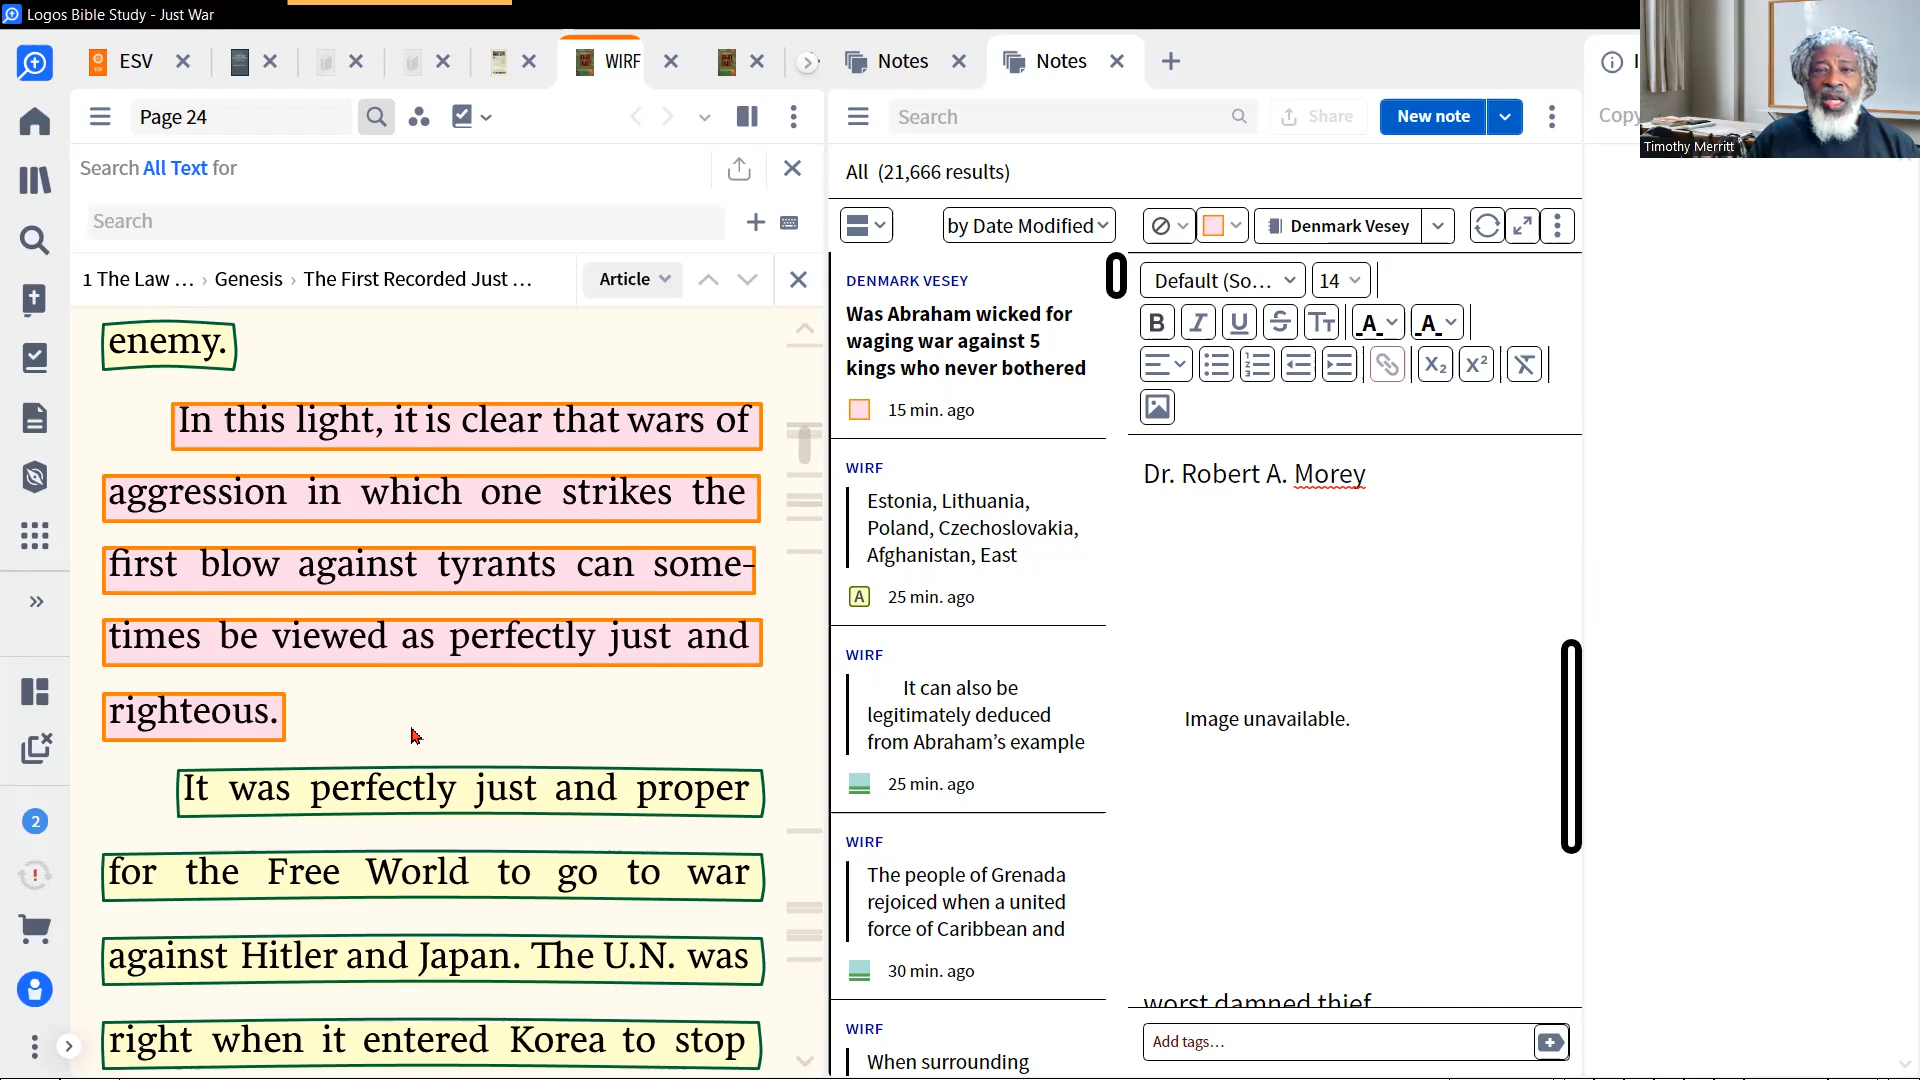 Logos Bible Study - Just War
ESV
WIRF
Notes
Notes
Page 24
Search
Share
New note
Copy
Timothy Merritt
Search All Text for
Search
All (21,666 results)
by Date Modified
Denmark Vesey
1 The Law ... › Genesis › The First Recorded Just ...
Article
Default (So...
14
enemy.
In this light, it is clear that wars of
aggression in which one strikes the
first blow against tyrants can some-
times be viewed as perfectly just and
righteous.
It was perfectly just and proper
for the Free World to go to war
against Hitler and Japan. The U.N. was
right when it entered Korea to stop
DENMARK VESEY
Was Abraham wicked for
waging war against 5
kings who never bothered
15 min. ago
WIRF
Estonia, Lithuania,
Poland, Czechoslovakia,
Afghanistan, East
A
25 min. ago
WIRF
It can also be
legitimately deduced
from Abraham's example
25 min. ago
WIRF
The people of Grenada
rejoiced when a united
force of Caribbean and
30 min. ago
WIRF
When surrounding
B I U S Tт A A
X₂ X²
Dr. Robert A. Morey
Image unavailable.
worst damned thief
Add tags...
2